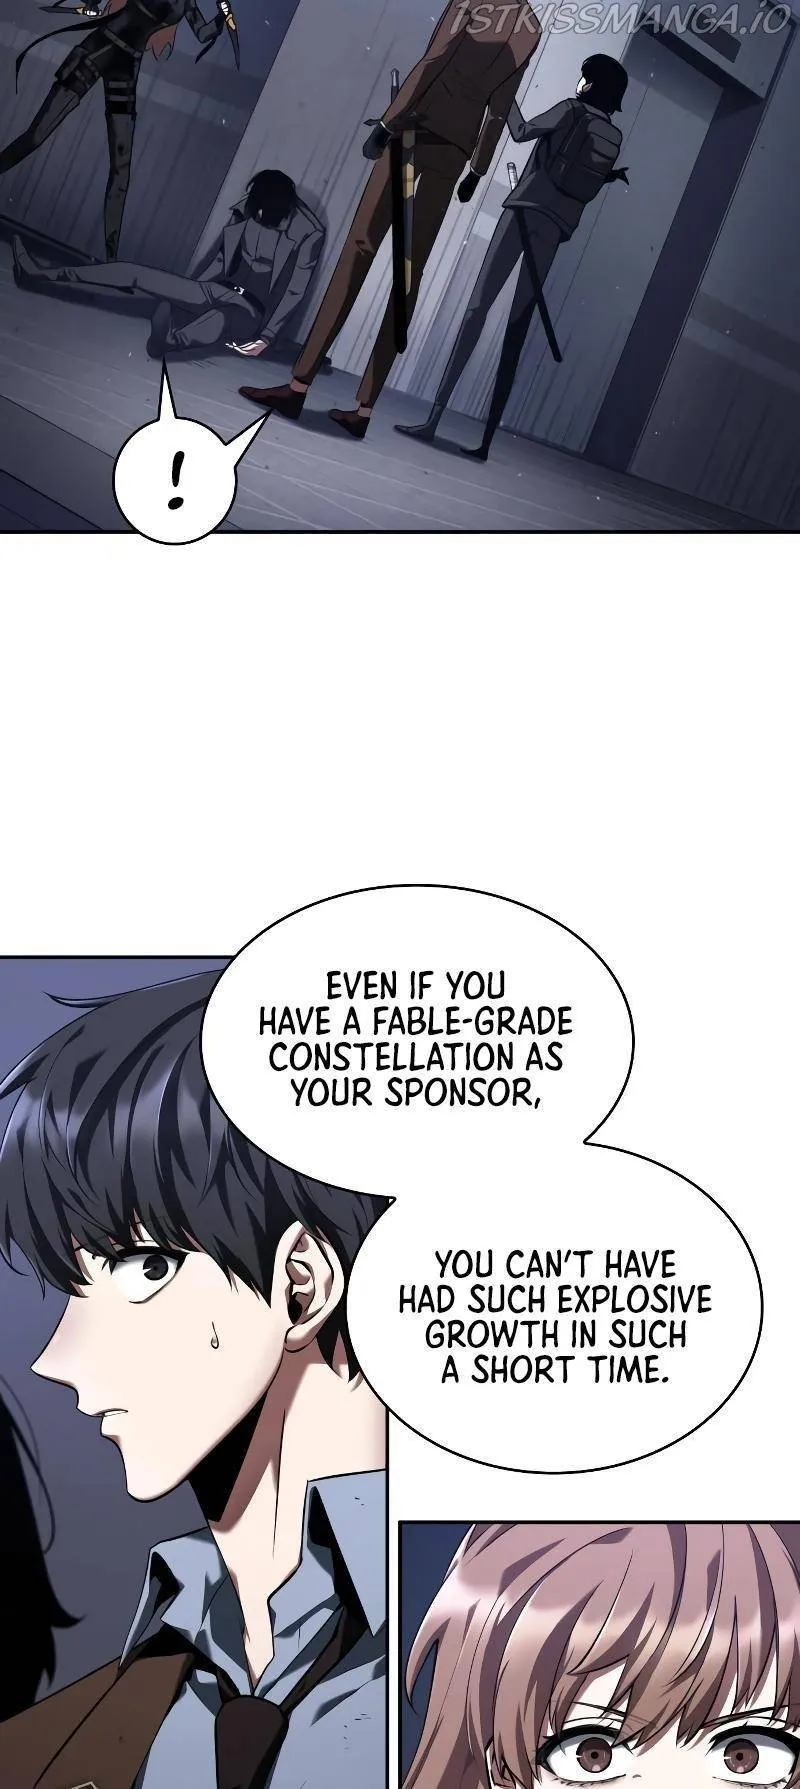 1STKISSMANGA.IO
!
EVEN IF YOU
HAVE A FABLE-GRADE
CONSTELLATION AS
YOUR SPONSOR,
YOU CAN'T HAVE
HAD SUCH EXPLOSIVE
GROWTH IN SUCH
A SHORT TIME.